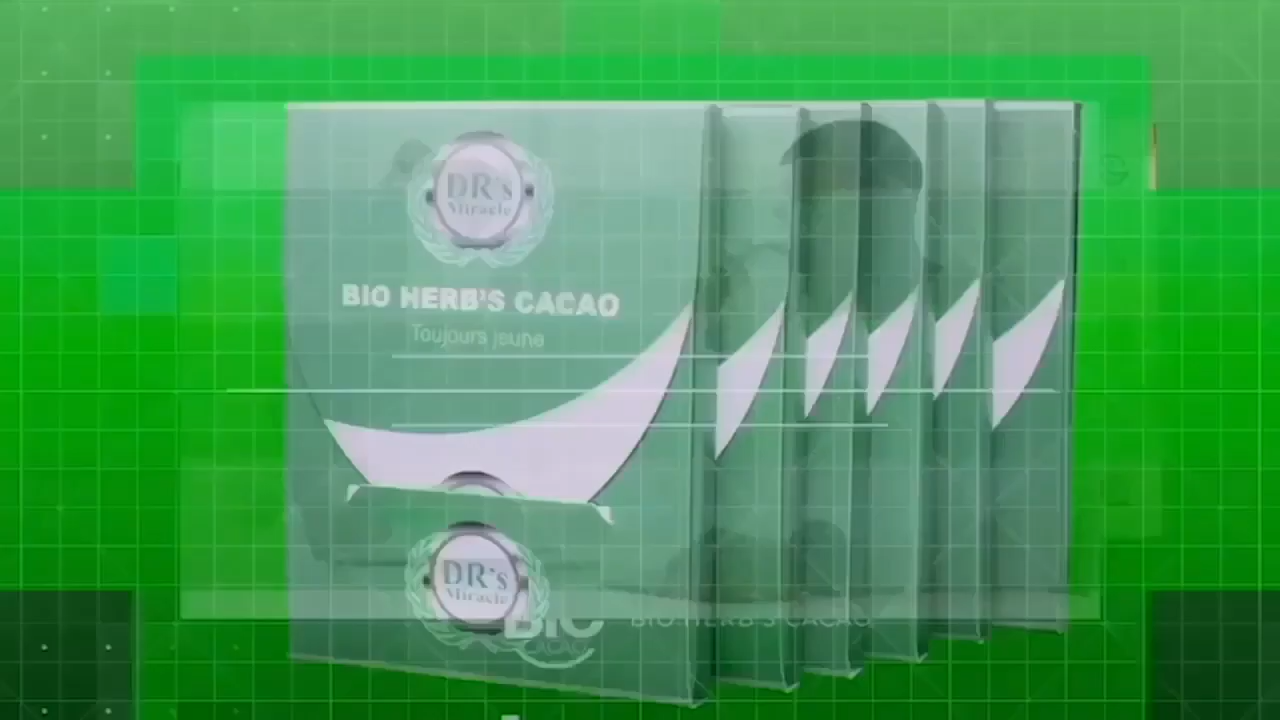 DR's
Miracle
BIO HERB'S CACAO
Toujours jeune
DR's
Miracle
BIO
CACAO
BIO HERB'S CACAO